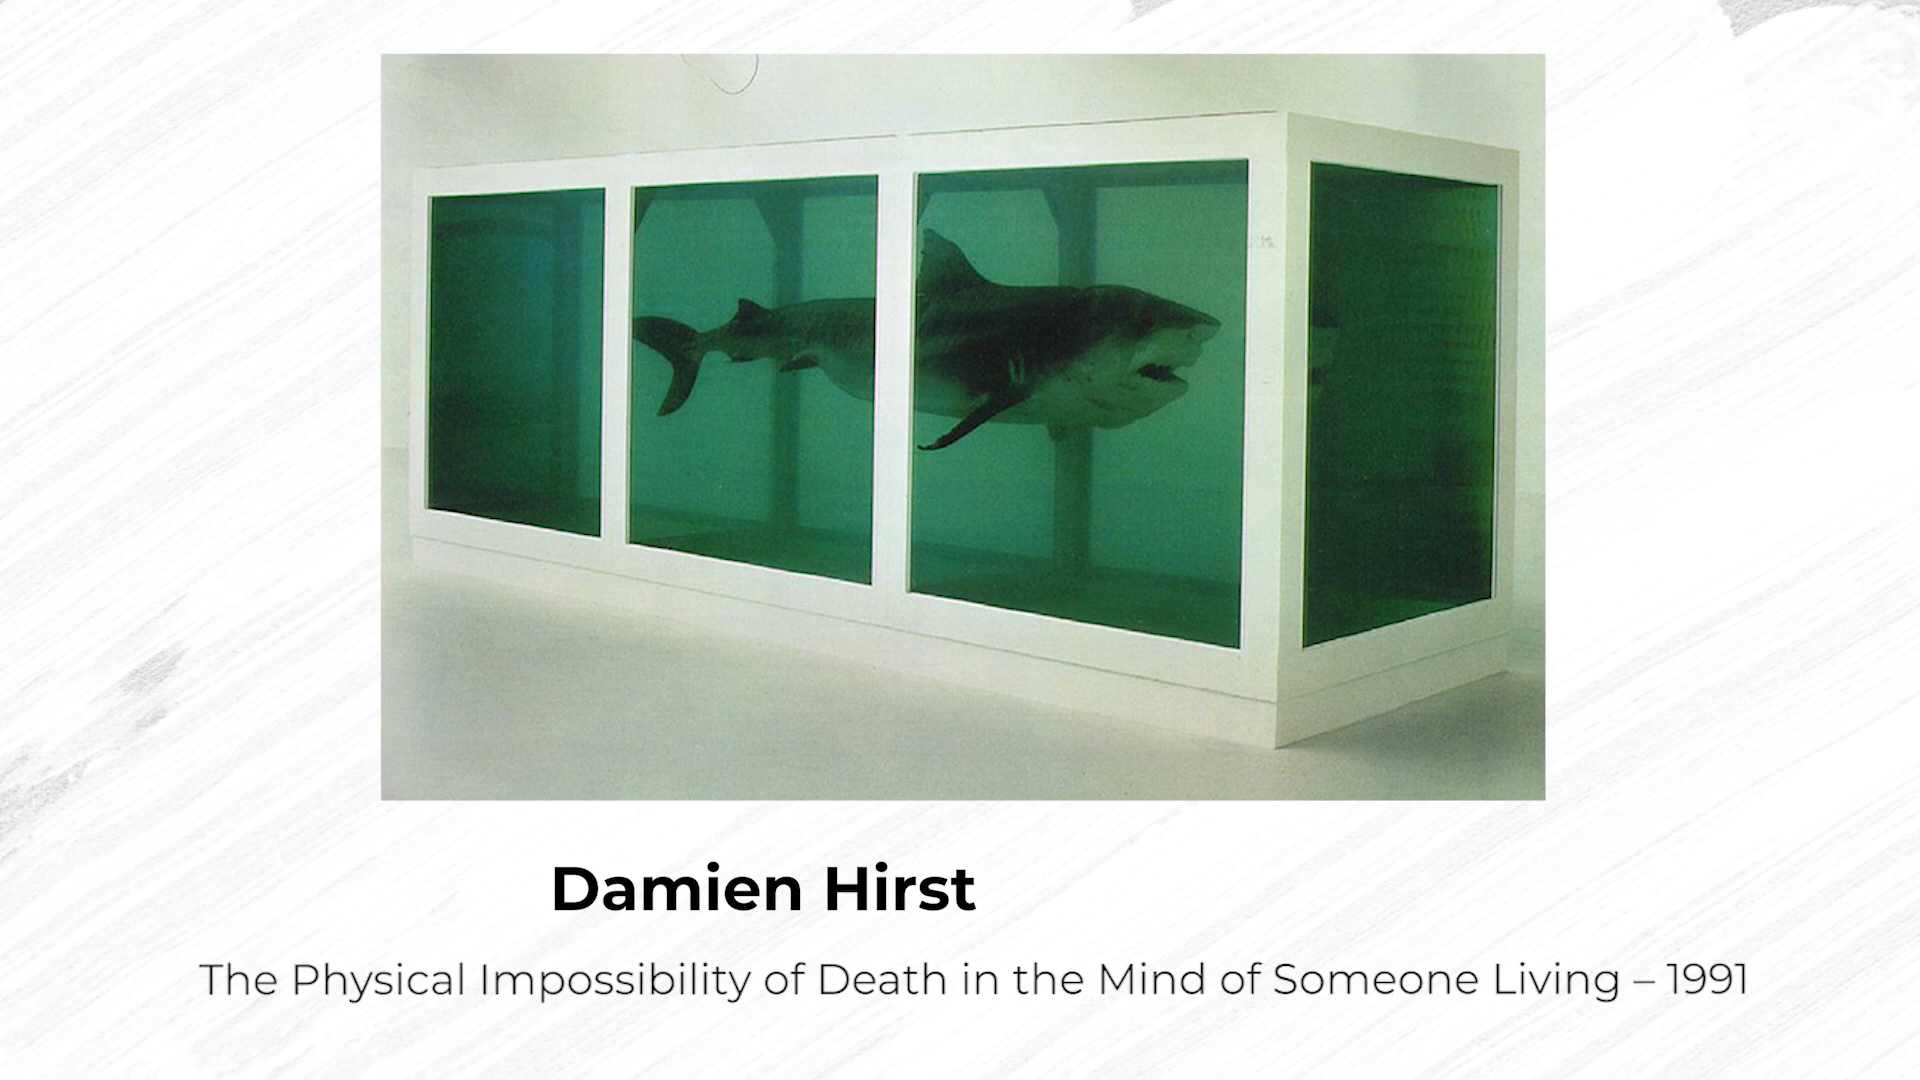 Damien Hirst
The Physical Impossibility of Death in the Mind of Someone Living – 1991